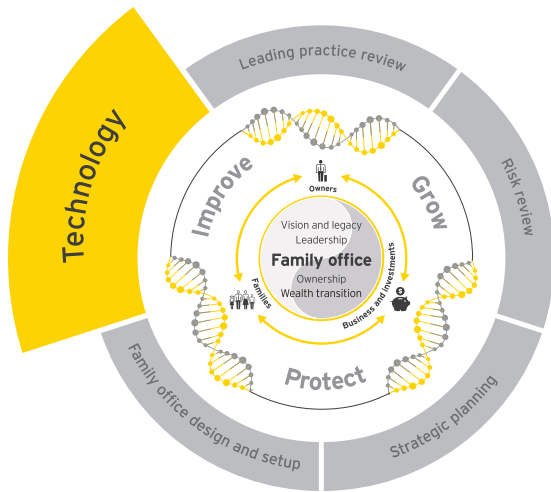 Technology
Leading practice review
Risk review
Strategic planning
Family office design and setup
Improve
Grow
Protect
Owners
Families
Business and investments
$
Vision and legacy
Leadership
Family office
Ownership
Wealth transition